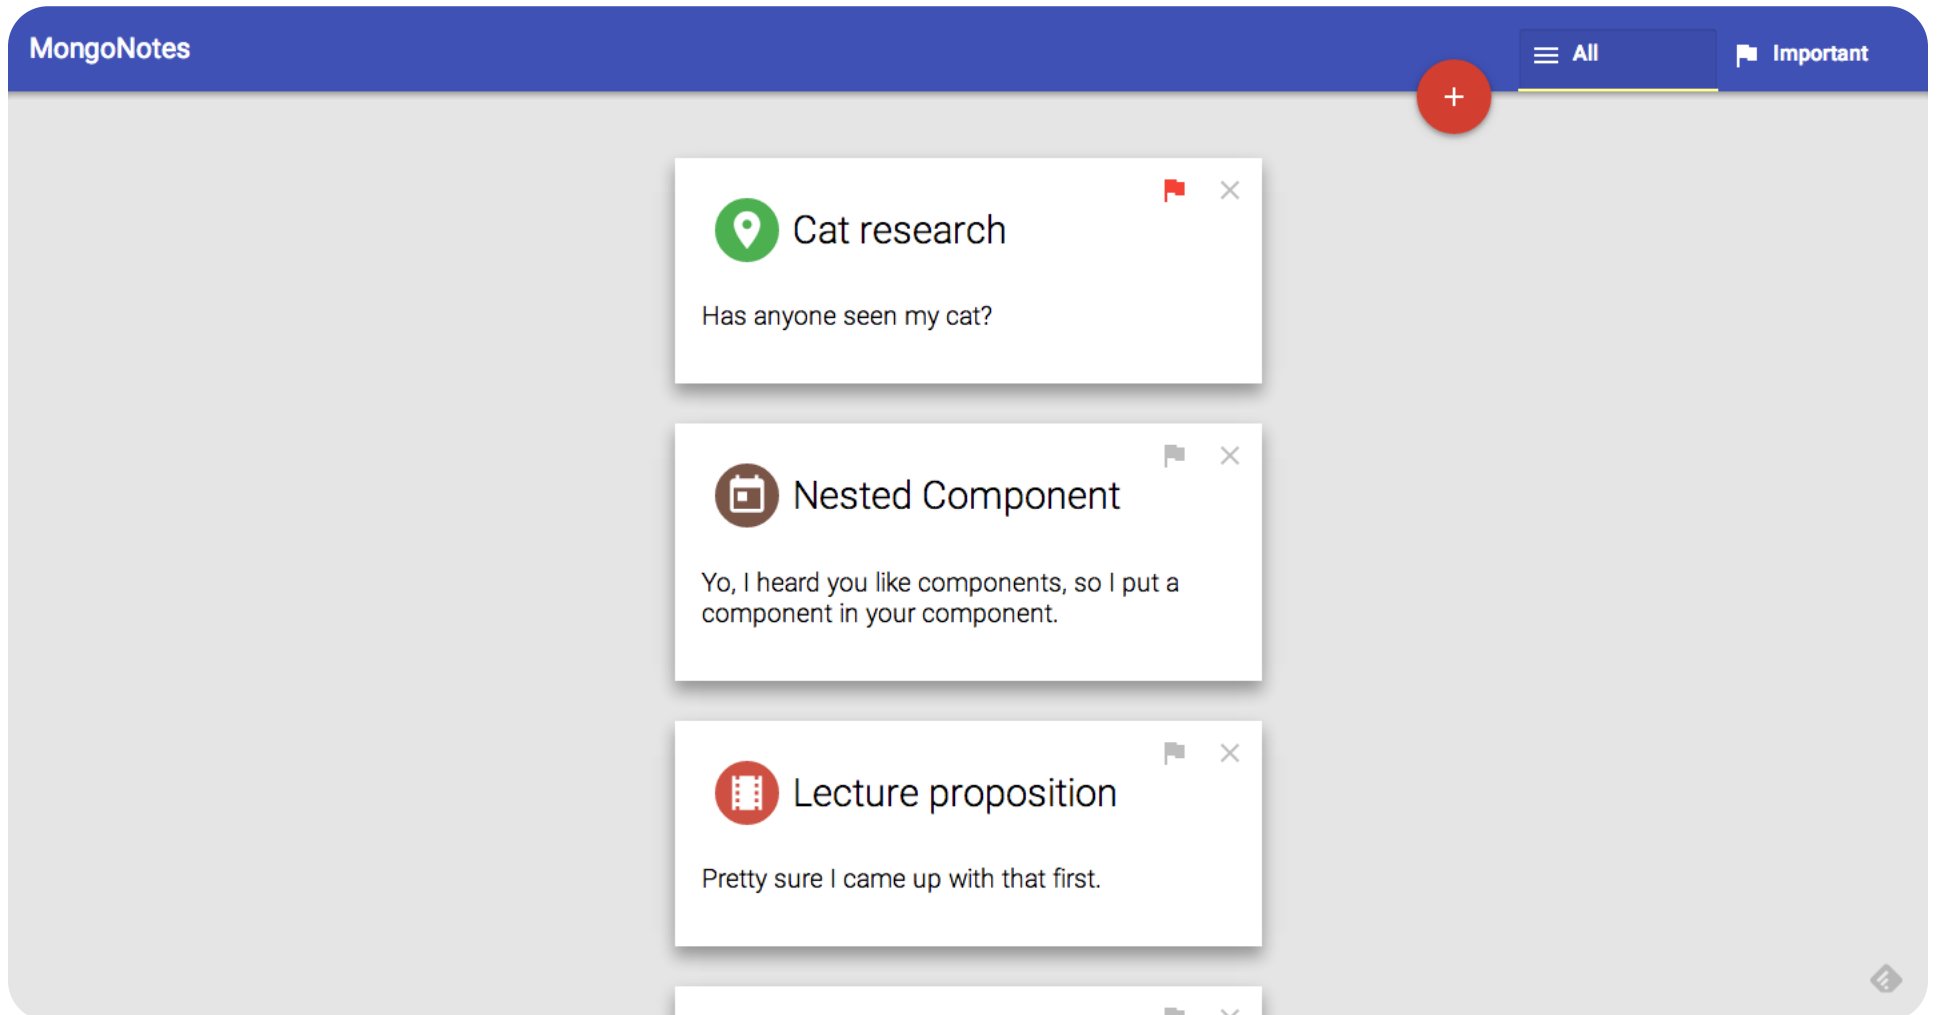 MongoNotes
All
Important
Cat research
Has anyone seen my cat?
Nested Component
Yo, I heard you like components, so I put a
component in your component.
Lecture proposition
Pretty sure I came up with that first.